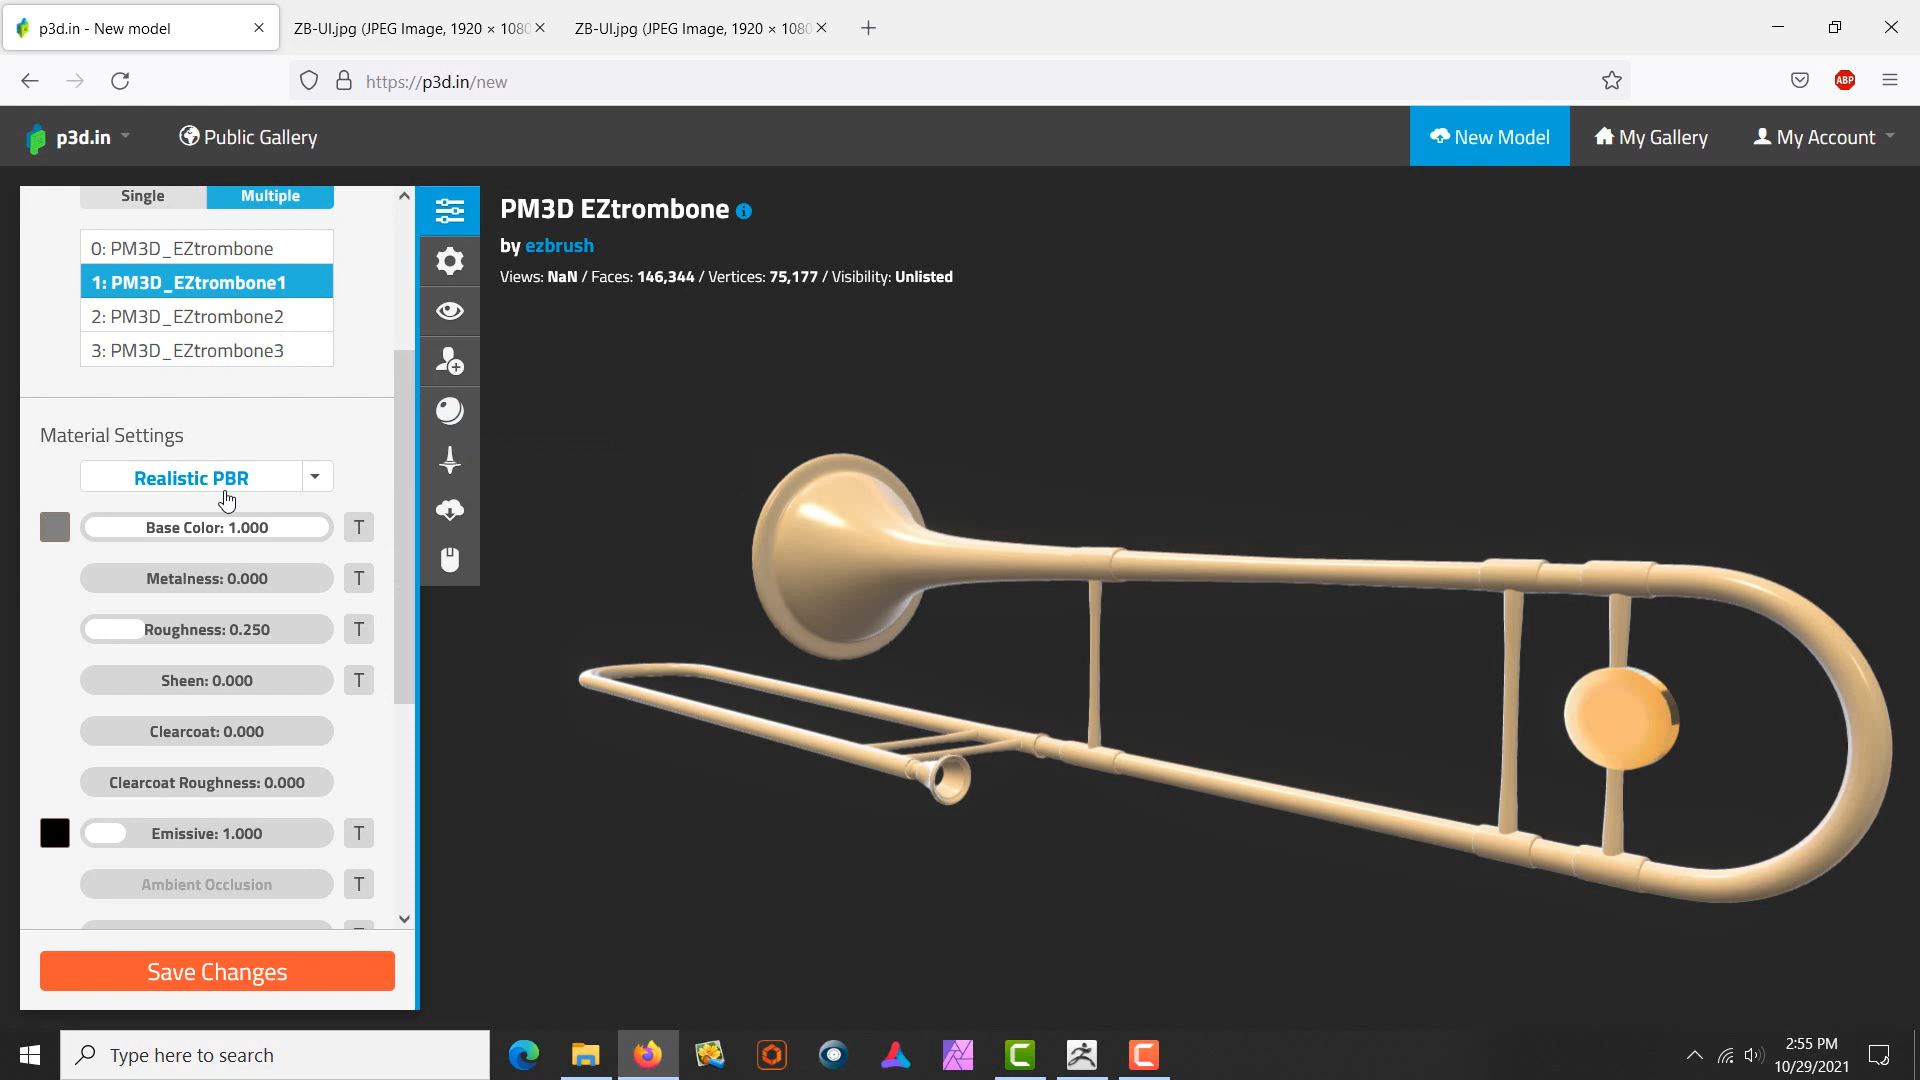 p3d.in - New model
ZB-UI.jpg (JPEG Image, 1920 × 1080
ZB-UI.jpg (JPEG Image, 1920 × 1080
https://p3d.in/new
ABP
p3d.in
Public Gallery
New Model
My Gallery
My Account
Single
Multiple
0: PM3D_EZtrombone
1: PM3D_EZtrombone1
2: PM3D_EZtrombone2
3: PM3D_EZtrombone3
PM3D EZtrombone
by ezbrush
Views: NaN / Faces: 146,344 / Vertices: 75,177 / Visibility: Unlisted
Material Settings
Realistic PBR
Base Color: 1.000 T
Metalness: 0.000 T
Roughness: 0.250 T
Sheen: 0.000 T
Clearcoat: 0.000
Clearcoat Roughness: 0.000
Emissive: 1.000 T
Ambient Occlusion T
Save Changes
Type here to search
2:55 PM
10/29/2021